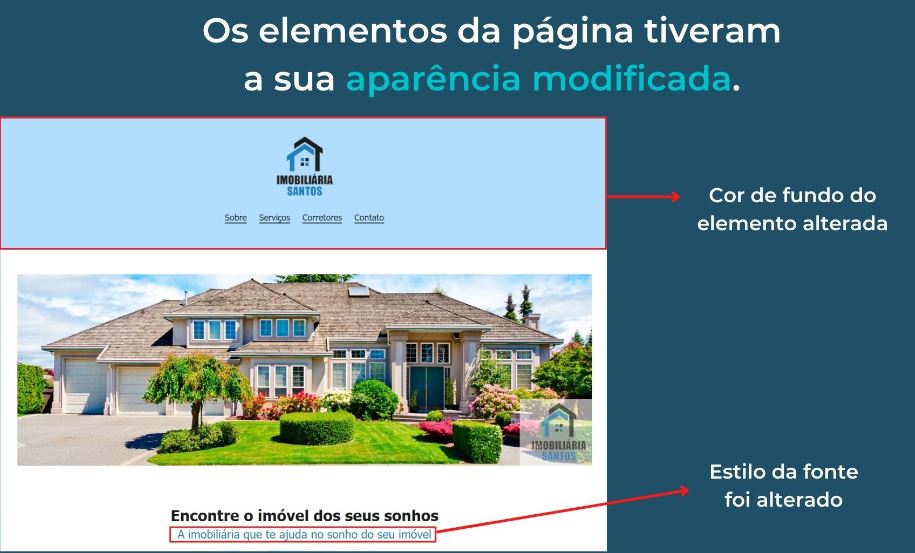 Os elementos da página tiveram
a sua aparência modificada.
IMOBILIÁRIA
SANTOS
Sobre Serviços Corretores Contato
Cor de fundo do
elemento alterada
IMOBILIÁRIA
SANTOS
Encontre o imóvel dos seus sonhos
A imobiliária que te ajuda no sonho do seu imóvel
Estilo da fonte
foi alterado